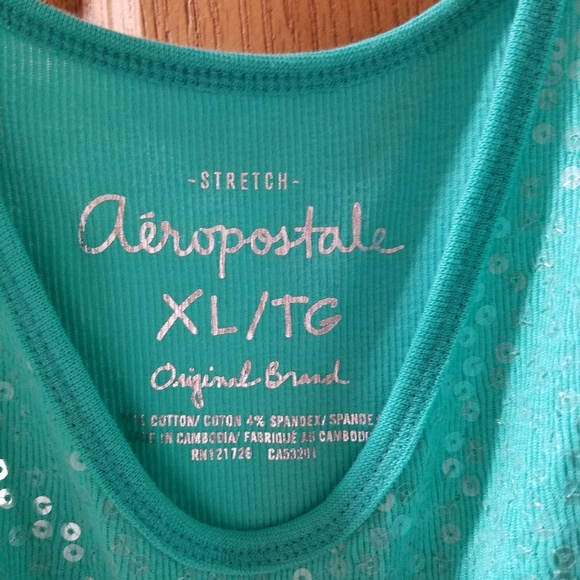 -STRETCH-
Aéropostale
XL/TG
Original Brand
COTTON/ COTON 4% SPANDEX/ SPANDE
IN CAMBODIA/ FABRIQUÉ AU CAMBODG
RN121726 CA53201